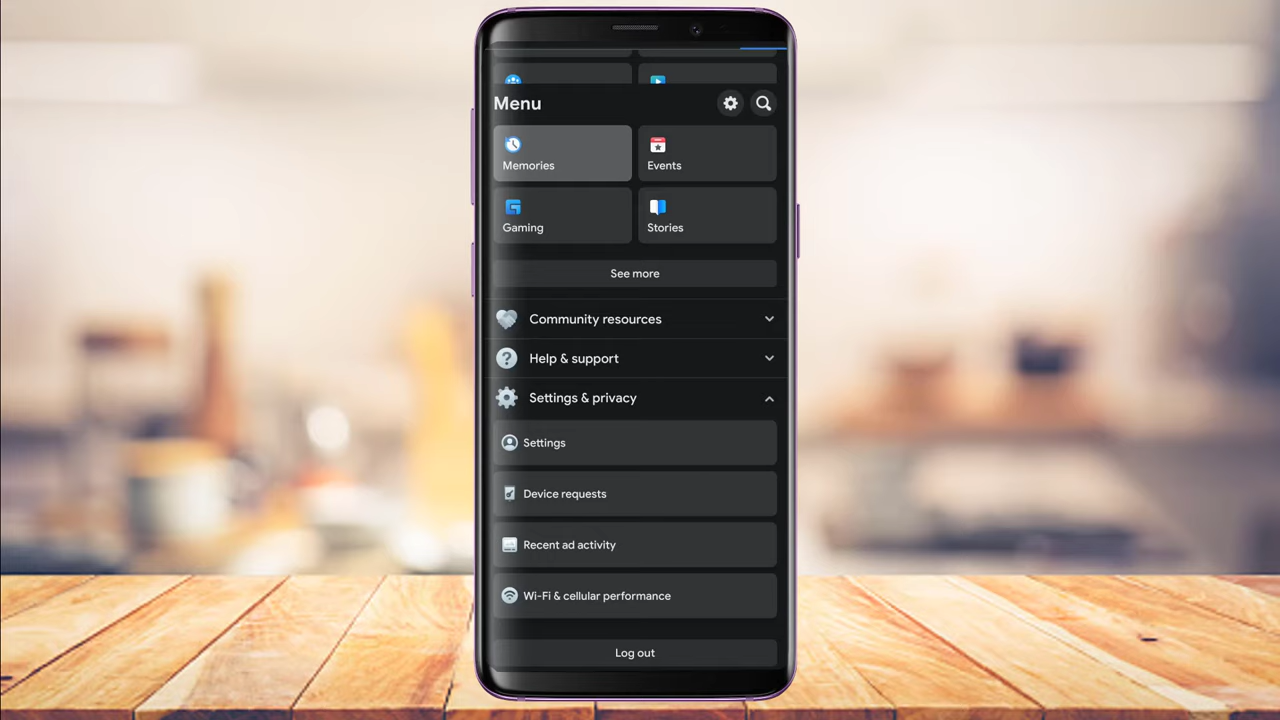 Menu
Memories
Events
Gaming
Stories
See more
Community resources
Help & support
Settings & privacy
Settings
Device requests
Recent ad activity
Wi-Fi & cellular performance
Log out